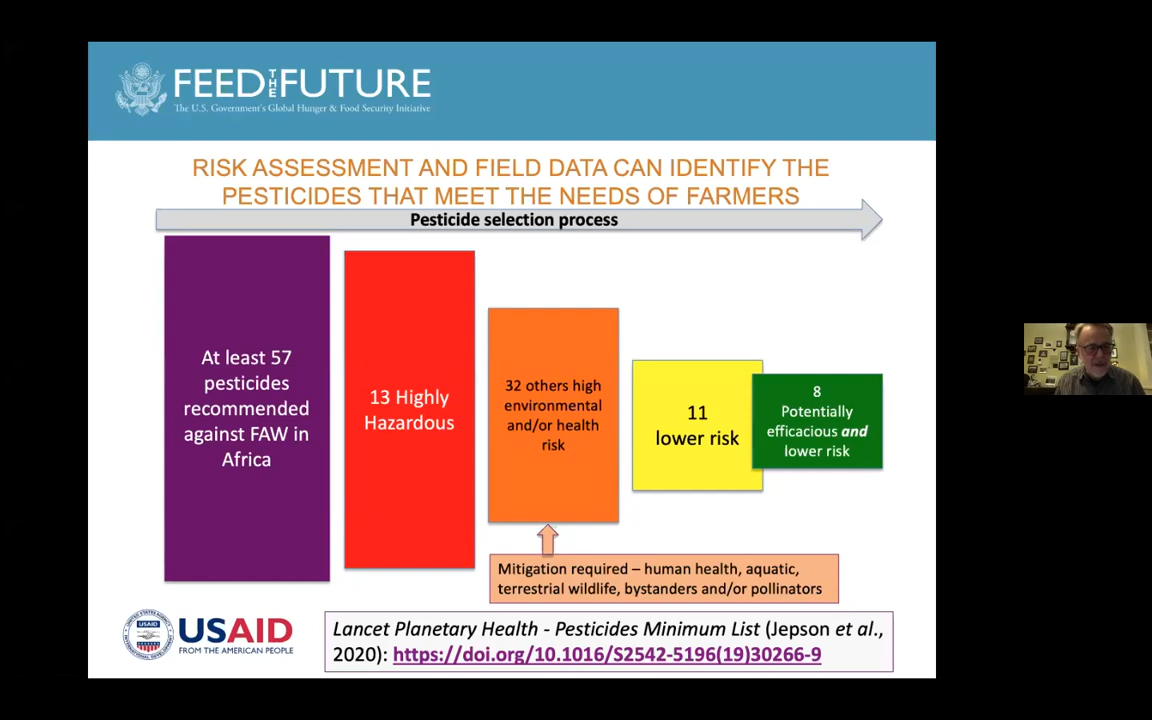 FEED THE FUTURE
The U.S. Government's Global Hunger & Food Security Initiative
RISK ASSESSMENT AND FIELD DATA CAN IDENTIFY THE
PESTICIDES THAT MEET THE NEEDS OF FARMERS
Pesticide selection process
At least 57
pesticides
recommended
against FAW in
Africa
13 Highly
Hazardous
32 others high
environmental
and/or health
risk
11
lower risk
8
Potentially
efficacious and
lower risk
Mitigation required – human health, aquatic,
terrestrial wildlife, bystanders and/or pollinators
USAID
FROM THE AMERICAN PEOPLE
Lancet Planetary Health - Pesticides Minimum List (Jepson et al.,
2020): https://doi.org/10.1016/S2542-5196(19)30266-9